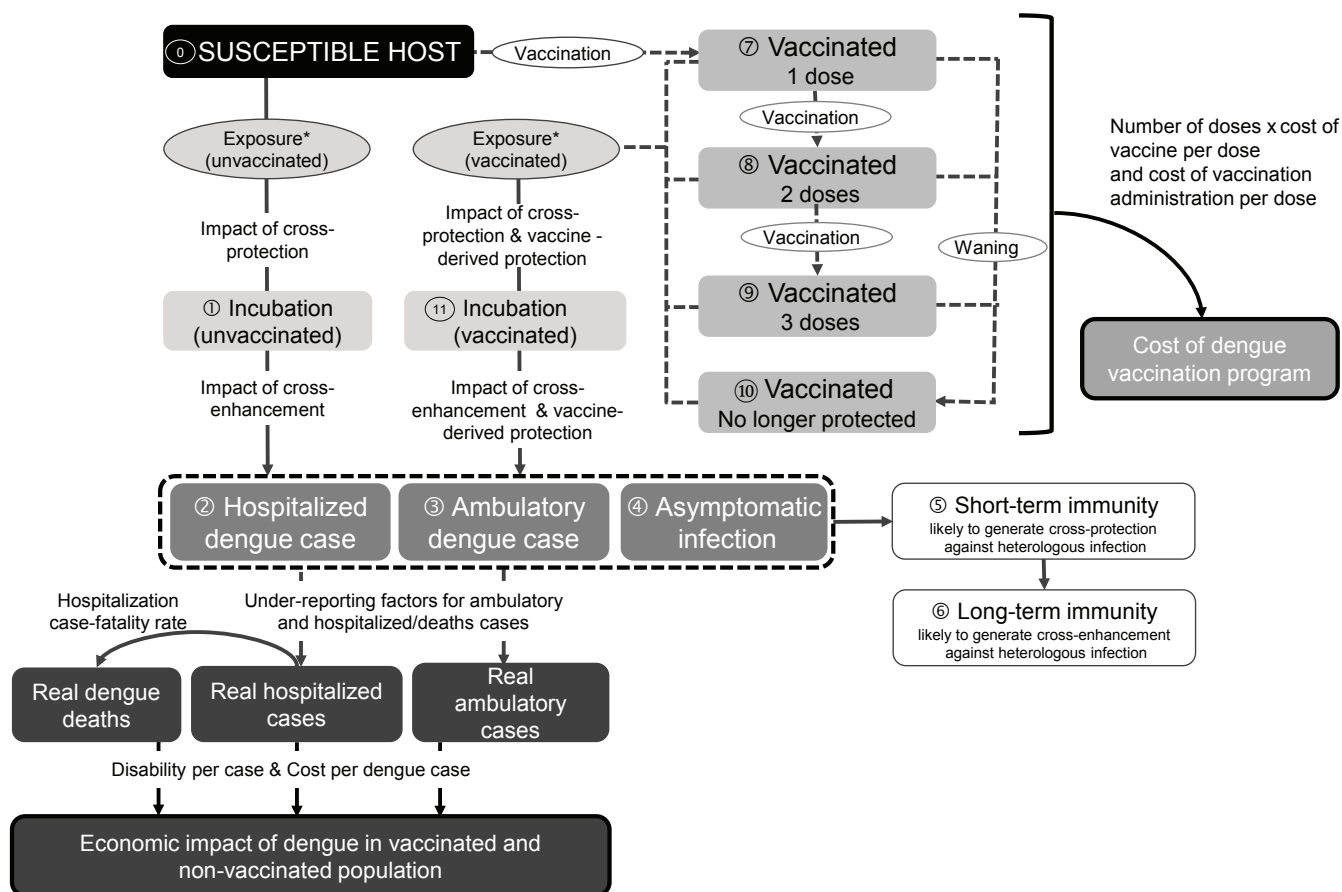 ⓪ SUSCEPTIBLE HOST
Vaccination
⑦ Vaccinated
1 dose
Vaccination
Exposure*
(unvaccinated)
Exposure*
(vaccinated)
⑧ Vaccinated
2 doses
Number of doses x cost of
vaccine per dose
and cost of vaccination
administration per dose
Impact of cross-
protection
Impact of cross-
protection & vaccine -
derived protection
Vaccination
Waning
① Incubation
(unvaccinated)
⑪ Incubation
(vaccinated)
⑨ Vaccinated
3 doses
Cost of dengue
vaccination program
Impact of cross-
enhancement
Impact of cross-
enhancement & vaccine-
derived protection
⑩ Vaccinated
No longer protected
② Hospitalized
dengue case
③ Ambulatory
dengue case
④ Asymptomatic
infection
⑤ Short-term immunity
likely to generate cross-protection
against heterologous infection
⑥ Long-term immunity
likely to generate cross-enhancement
against heterologous infection
Hospitalization
case-fatality rate
Under-reporting factors for ambulatory
and hospitalized/deaths cases
Real dengue
deaths
Real hospitalized
cases
Real
ambulatory
cases
Disability per case & Cost per dengue case
Economic impact of dengue in vaccinated and
non-vaccinated population